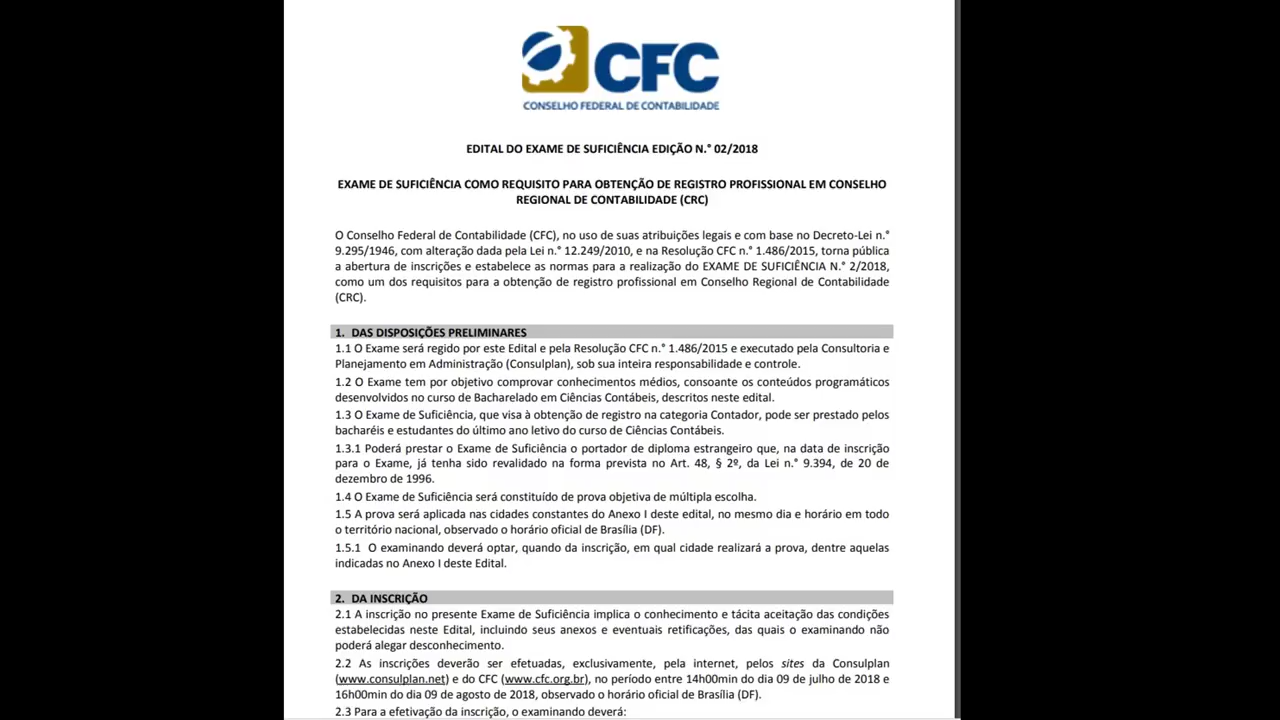 CFC
CONSELHO FEDERAL DE CONTABILIDADE
EDITAL DO EXAME DE SUFICIÊNCIA EDIÇÃO N.° 02/2018
EXAME DE SUFICIÊNCIA COMO REQUISITO PARA OBTENÇÃO DE REGISTRO PROFISSIONAL EM CONSELHO
REGIONAL DE CONTABILIDADE (CRC)
O Conselho Federal de Contabilidade (CFC), no uso de suas atribuições legais e com base no Decreto-Lei n.°
9.295/1946, com alteração dada pela Lei n.° 12.249/2010, e na Resolução CFC n.° 1.486/2015, torna pública
a abertura de inscrições e estabelece as normas para a realização do EXAME DE SUFICIÊNCIA N.° 2/2018,
como um dos requisitos para a obtenção de registro profissional em Conselho Regional de Contabilidade
(CRC).
1. DAS DISPOSIÇÕES PRELIMINARES
1.1 O Exame será regido por este Edital e pela Resolução CFC n.° 1.486/2015 e executado pela Consultoria e
Planejamento em Administração (Consulplan), sob sua inteira responsabilidade e controle.
1.2 O Exame tem por objetivo comprovar conhecimentos médios, consoante os conteúdos programáticos
desenvolvidos no curso de Bacharelado em Ciências Contábeis, descritos neste edital.
1.3 O Exame de Suficiência, que visa à obtenção de registro na categoria Contador, pode ser prestado pelos
bacharéis e estudantes do último ano letivo do curso de Ciências Contábeis.
1.3.1 Poderá prestar o Exame de Suficiência o portador de diploma estrangeiro que, na data de inscrição
para o Exame, já tenha sido revalidado na forma prevista no Art. 48, § 2º, da Lei n.° 9.394, de 20 de
dezembro de 1996.
1.4 O Exame de Suficiência será constituído de prova objetiva de múltipla escolha.
1.5 A prova será aplicada nas cidades constantes do Anexo I deste edital, no mesmo dia e horário em todo
o território nacional, observado o horário oficial de Brasília (DF).
1.5.1 O examinando deverá optar, quando da inscrição, em qual cidade realizará a prova, dentre aquelas
indicadas no Anexo I deste Edital.
2. DA INSCRIÇÃO
2.1 A inscrição no presente Exame de Suficiência implica o conhecimento e tácita aceitação das condições
estabelecidas neste Edital, incluindo seus anexos e eventuais retificações, das quais o examinando não
poderá alegar desconhecimento.
2.2 As inscrições deverão ser efetuadas, exclusivamente, pela internet, pelos sites da Consulplan
(www.consulplan.net) e do CFC (www.cfc.org.br), no período entre 14h00min do dia 09 de julho de 2018 e
16h00min do dia 09 de agosto de 2018, observado o horário oficial de Brasília (DF).
2.3 Para a efetivação da inscrição, o examinando deverá: